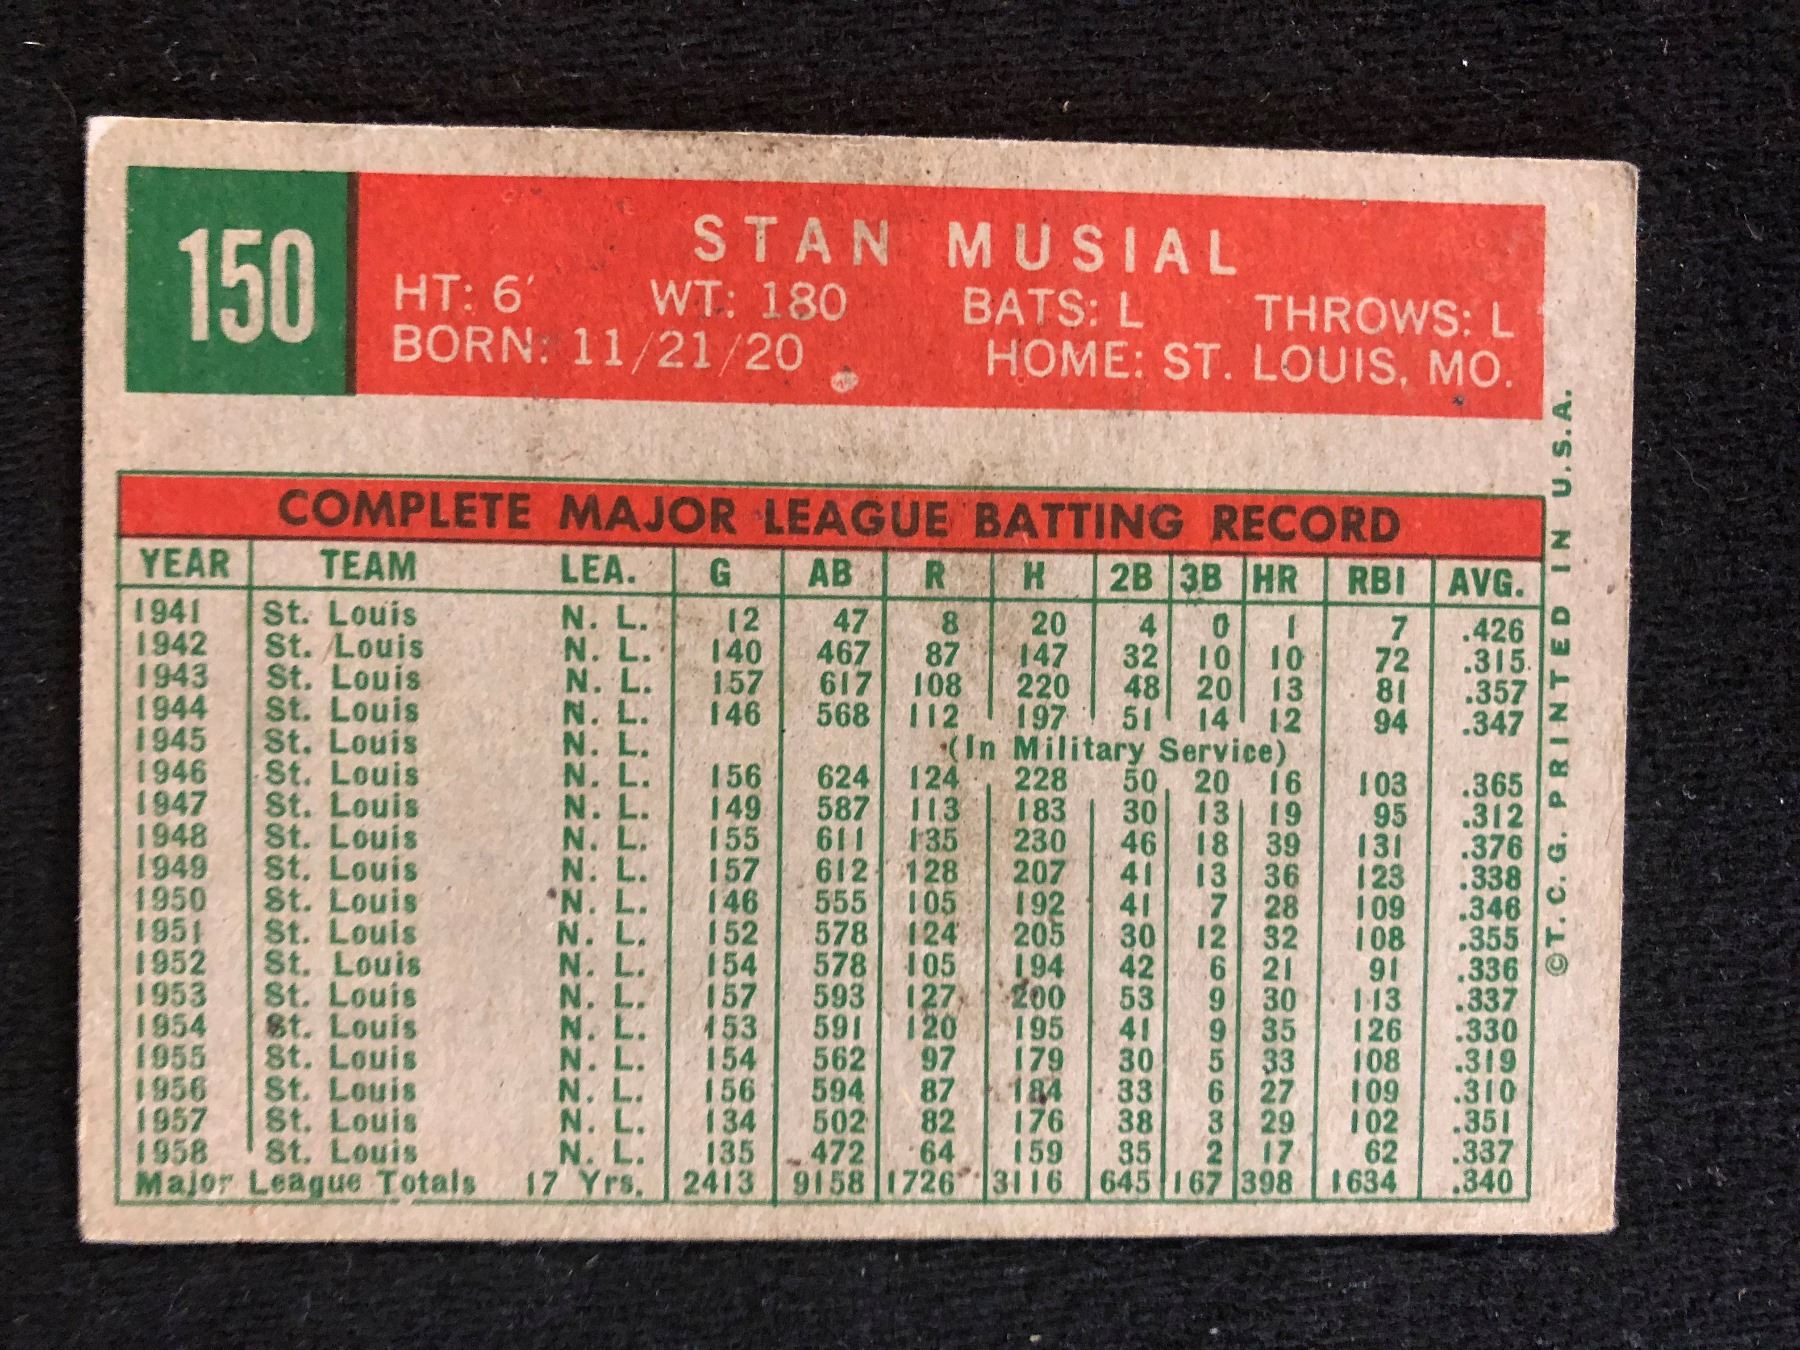 150
STAN MUSIAL
HT: 6' WT: 180 BATS: L THROWS: L
BORN: 11/21/20 HOME: ST. LOUIS, MO.
COMPLETE MAJOR LEAGUE BATTING RECORD
YEAR TEAM LEA. G AB R H 2B 3B HR RBI AVG.
1941 St. Louis N. L. 12 47 8 20 4 0 1 7 .426
1942 St. Louis N. L. 140 467 87 147 32 10 10 72 .315
1943 St. Louis N. L. 157 617 108 220 48 20 13 81 .357
1944 St. Louis N. L. 146 568 112 197 51 14 12 94 .347
1945 St. Louis N. L. (In Military Service)
1946 St. Louis N. L. 156 624 124 228 50 20 16 103 .365
1947 St. Louis N. L. 149 587 113 183 30 13 19 95 .312
1948 St. Louis N. L. 155 611 135 230 46 18 39 131 .376
1949 St. Louis N. L. 157 612 128 207 41 13 36 123 .338
1950 St. Louis N. L. 146 555 105 192 41 7 28 109 .346
1951 St. Louis N. L. 152 578 124 205 30 12 32 108 .355
1952 St. Louis N. L. 154 578 105 194 42 6 21 91 .336
1953 St. Louis N. L. 157 593 127 200 53 9 30 113 .337
1954 St. Louis N. L. 153 591 120 195 41 9 35 126 .330
1955 St. Louis N. L. 154 562 97 179 30 5 33 108 .319
1956 St. Louis N. L. 156 594 87 184 33 6 27 109 .310
1957 St. Louis N. L. 134 502 82 176 38 3 29 102 .351
1958 St. Louis N. L. 135 472 64 159 35 2 17 62 .337
Major League Totals 17 Yrs. 2413 9158 1726 3116 645 167 398 1634 .340
© T. C. G. PRINTED IN U.S.A.